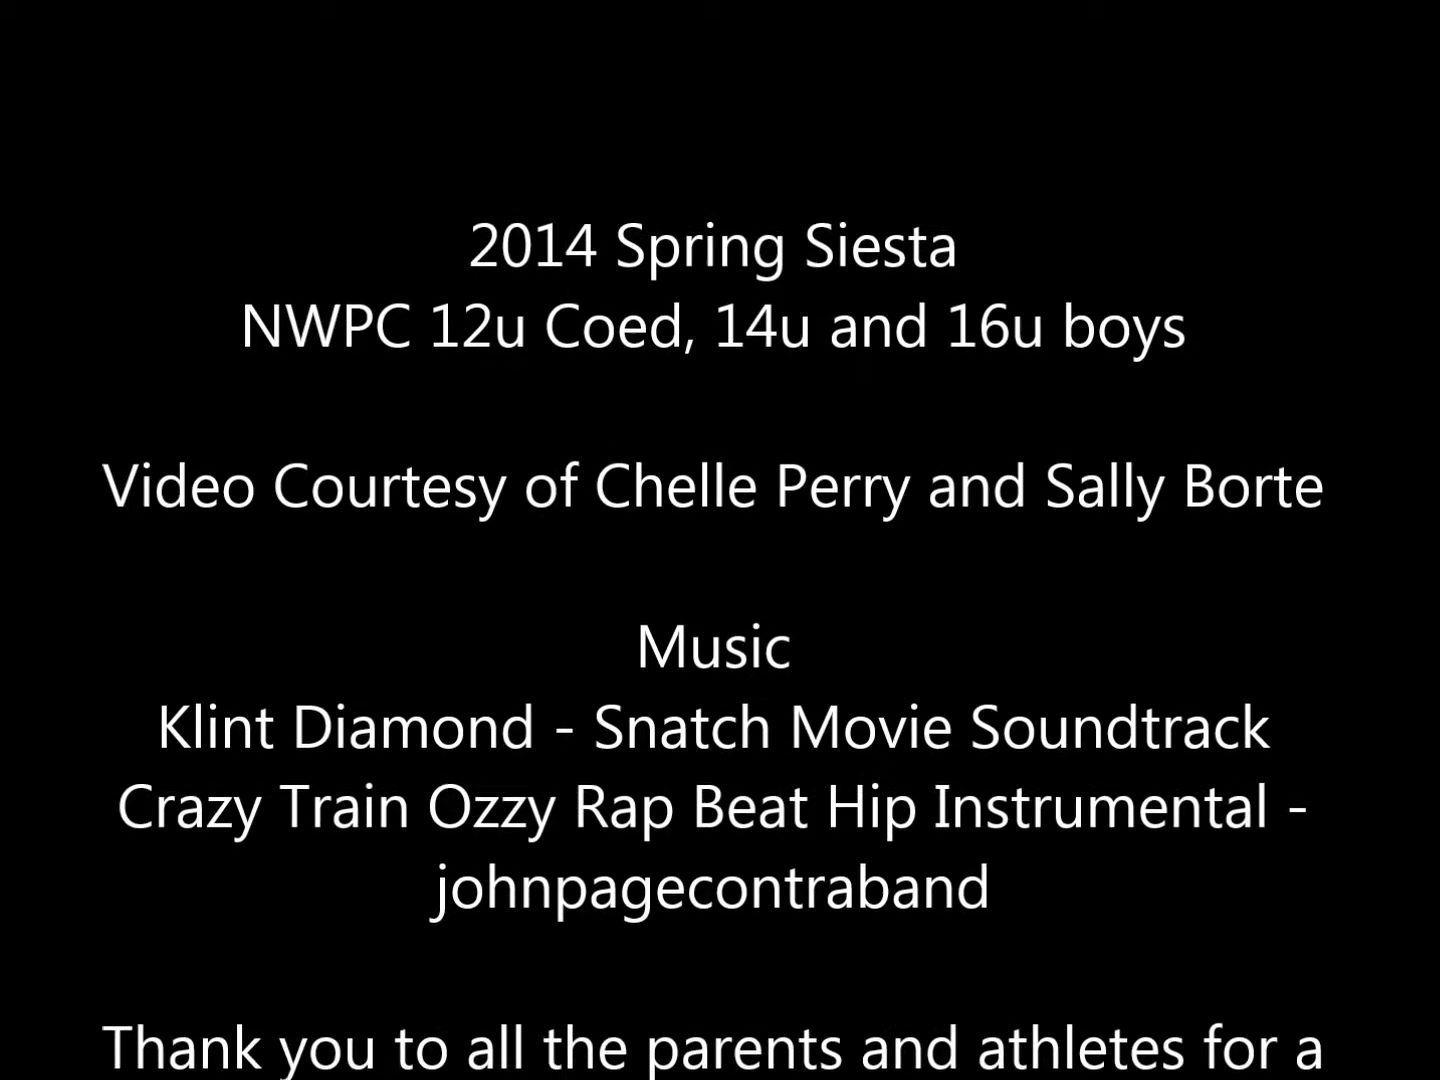 2014 Spring Siesta
NWPC 12u Coed, 14u and 16u boys
Video Courtesy of Chelle Perry and Sally Borte
Music
Klint Diamond - Snatch Movie Soundtrack
Crazy Train Ozzy Rap Beat Hip Instrumental -
johnpagecontraband
Thank you to all the parents and athletes for a